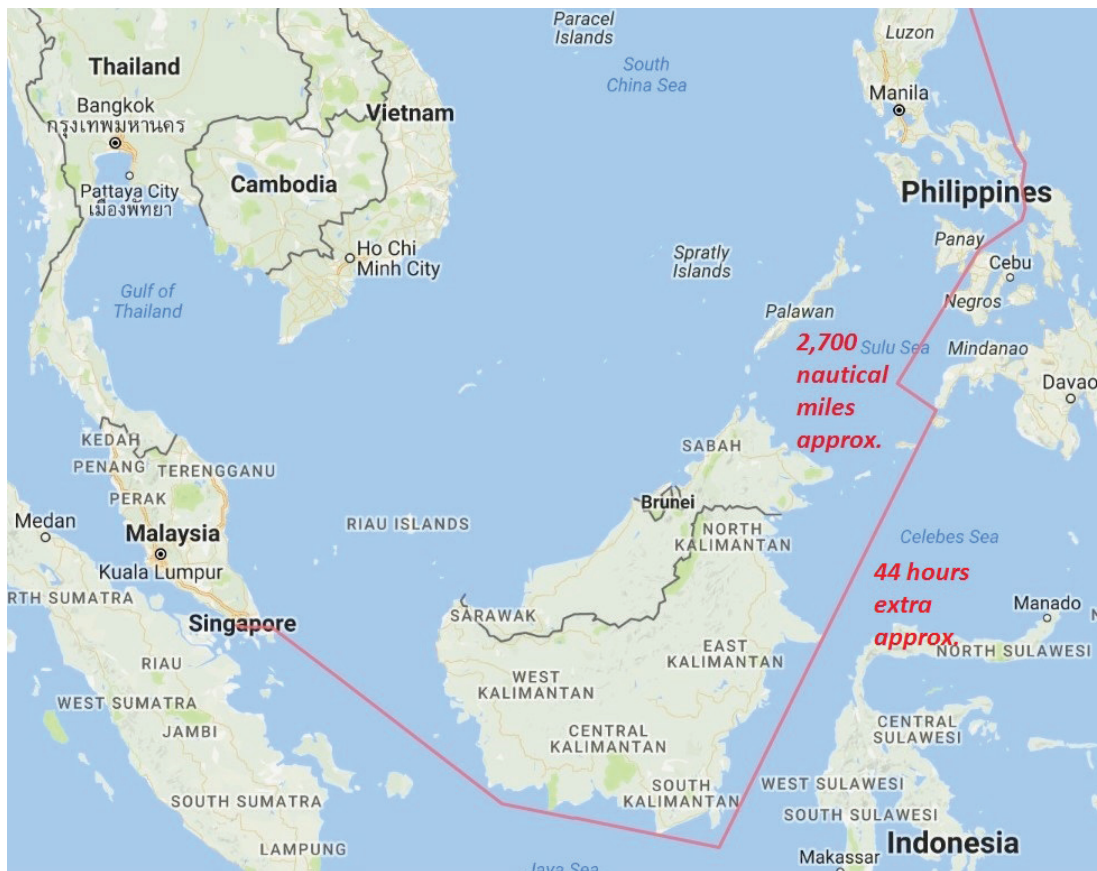 Paracel
Islands
Luzon
Thailand
South
China Sea
Bangkok
กรุงเทพมหานคร
Vietnam
Manila
Pattaya City
เมืองพัทยา
Cambodia
Philippines
Ho Chi
Minh City
Spratly
Islands
Panay
Cebu
Gulf of
Thailand
Palawan
Negros
2,700
nautical
miles
approx.
Sulu Sea
Mindanao
Davao
KEDAH
PENANG
TERENGGANU
PERAK
SABAH
Medan
Malaysia
Kuala Lumpur
RIAU ISLANDS
Brunei
NORTH
KALIMANTAN
Celebes Sea
44 hours
extra
approx.
RTH SUMATRA
Singapore
SARAWAK
Manado
NORTH SULAWESI
RIAU
WEST
KALIMANTAN
EAST
KALIMANTAN
WEST SUMATRA
JAMBI
CENTRAL
KALIMANTAN
CENTRAL
SULAWESI
SOUTH SUMATRA
SOUTH
KALIMANTAN
WEST SULAWESI
SOUTH SULAWESI
LAMPUNG
Java Sea
Makassar
Indonesia